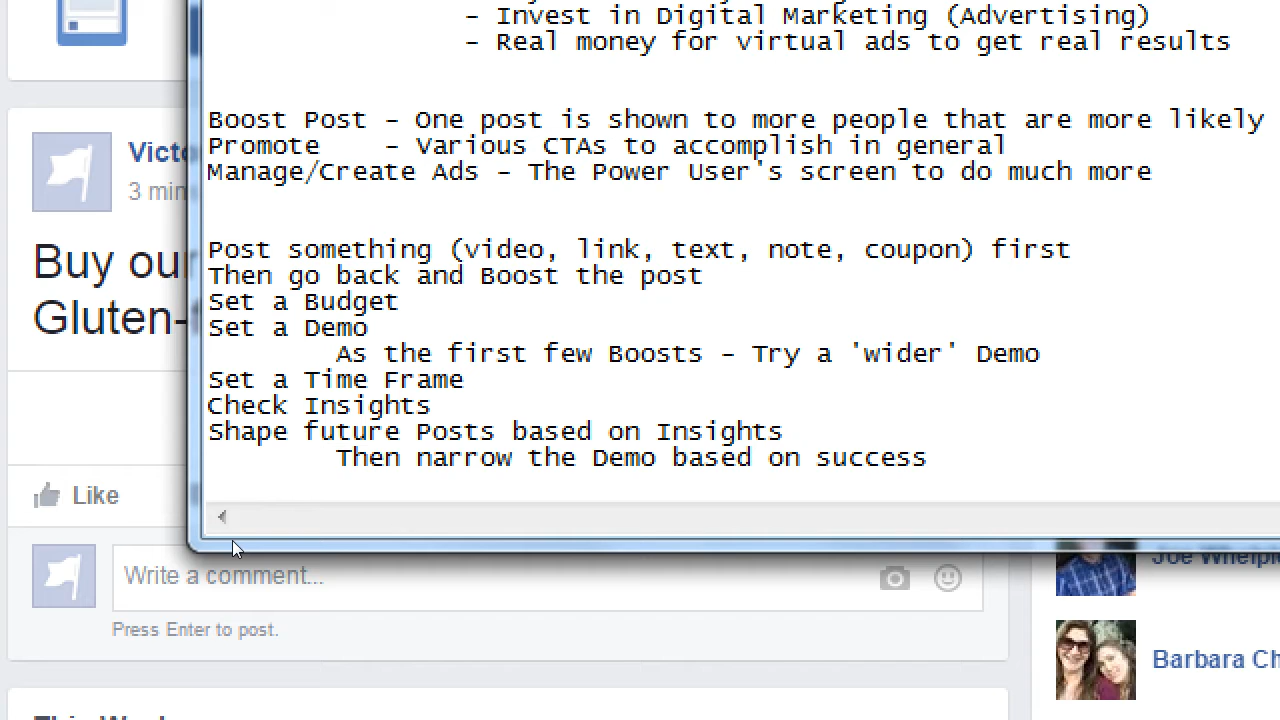 - Invest in Digital Marketing (Advertising)
- Real money for virtual ads to get real results
Boost Post - One post is shown to more people that are more likely
Promote - Various CTAs to accomplish in general
Manage/Create Ads - The Power User's screen to do much more
3 min
Buy our
Gluten-
Post something (video, link, text, note, coupon) first
Then go back and Boost the post
Set a Budget
Set a Demo
As the first few Boosts - Try a 'wider' Demo
Set a Time Frame
Check Insights
Shape future Posts based on Insights
Then narrow the Demo based on success
Like
Write a comment...
Press Enter to post.
Joe
Barbara Ch